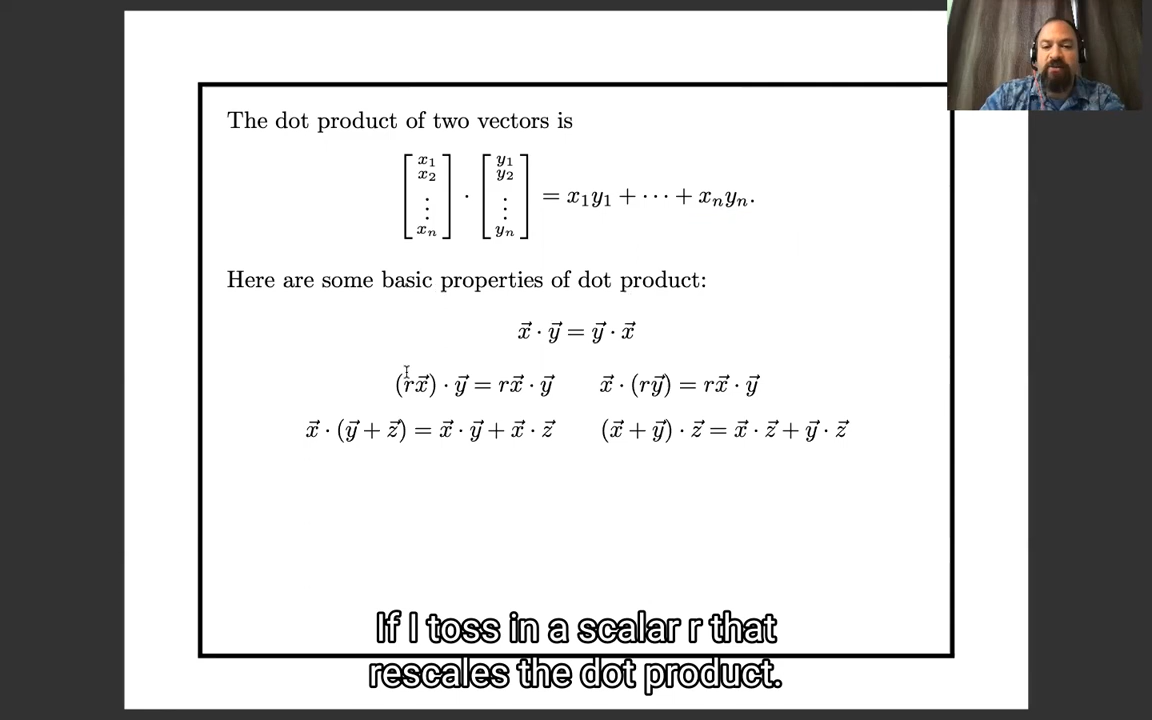 The dot product of two vectors is
[x₁ x₂ ⋮ xₙ] · [y₁ y₂ ⋮ yₙ] = x₁y₁ + ⋯ + xₙyₙ.
Here are some basic properties of dot product:
x⃗ · y⃗ = y⃗ · x⃗
(rx⃗) · y⃗ = rx⃗ · y⃗ x⃗ · (ry⃗) = rx⃗ · y⃗
x⃗ · (y⃗ + z⃗) = x⃗ · y⃗ + x⃗ · z⃗ (x⃗ + y⃗) · z⃗ = x⃗ · z⃗ + y⃗ · z⃗
If I toss in a scalar r that
rescales the dot product.